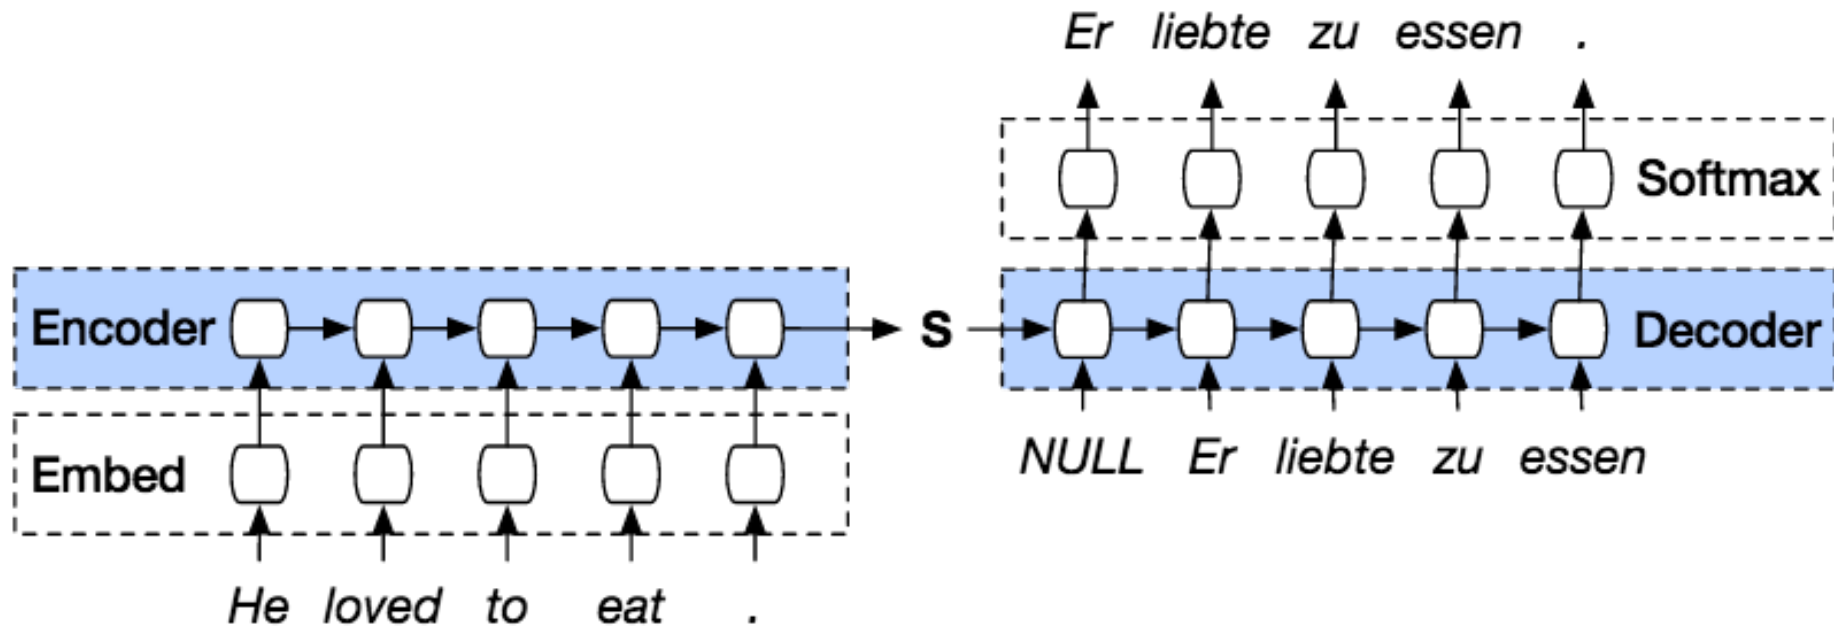 Er liebte zu essen .
Softmax
Encoder
S
Decoder
Embed
NULL Er liebte zu essen
He loved to eat .